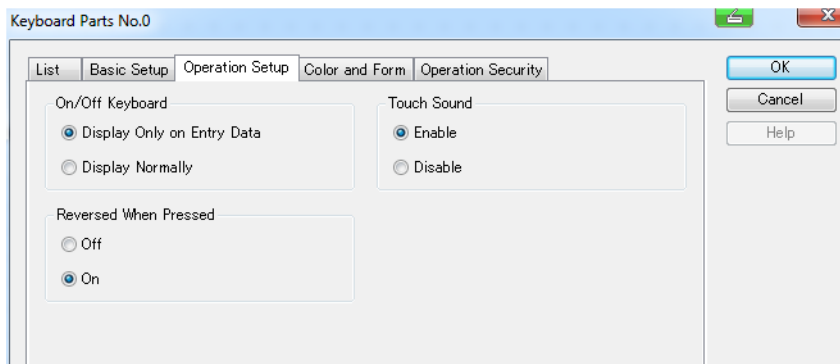 Keyboard Parts No.0
List Basic Setup Operation Setup Color and Form Operation Security
OK
Cancel
Help
On/Off Keyboard
Display Only on Entry Data
Display Normally
Touch Sound
Enable
Disable
Reversed When Pressed
Off
On